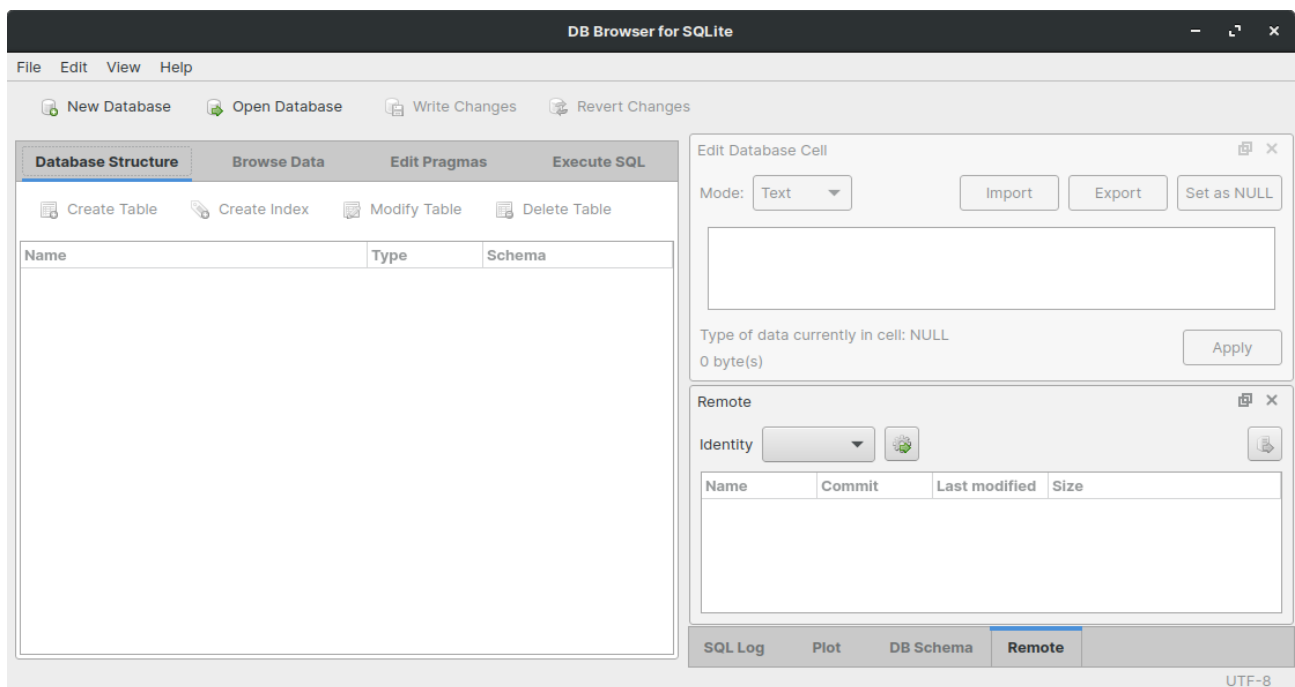 DB Browser for SQLite
File Edit View Help
New Database Open Database Write Changes Revert Changes
Database Structure Browse Data Edit Pragmas Execute SQL
Create Table Create Index Modify Table Delete Table
Name Type Schema
Edit Database Cell
Mode: Text Import Export Set as NULL
Type of data currently in cell: NULL
0 byte(s)
Apply
Remote
Identity
Name Commit Last modified Size
SQL Log Plot DB Schema Remote
UTF-8